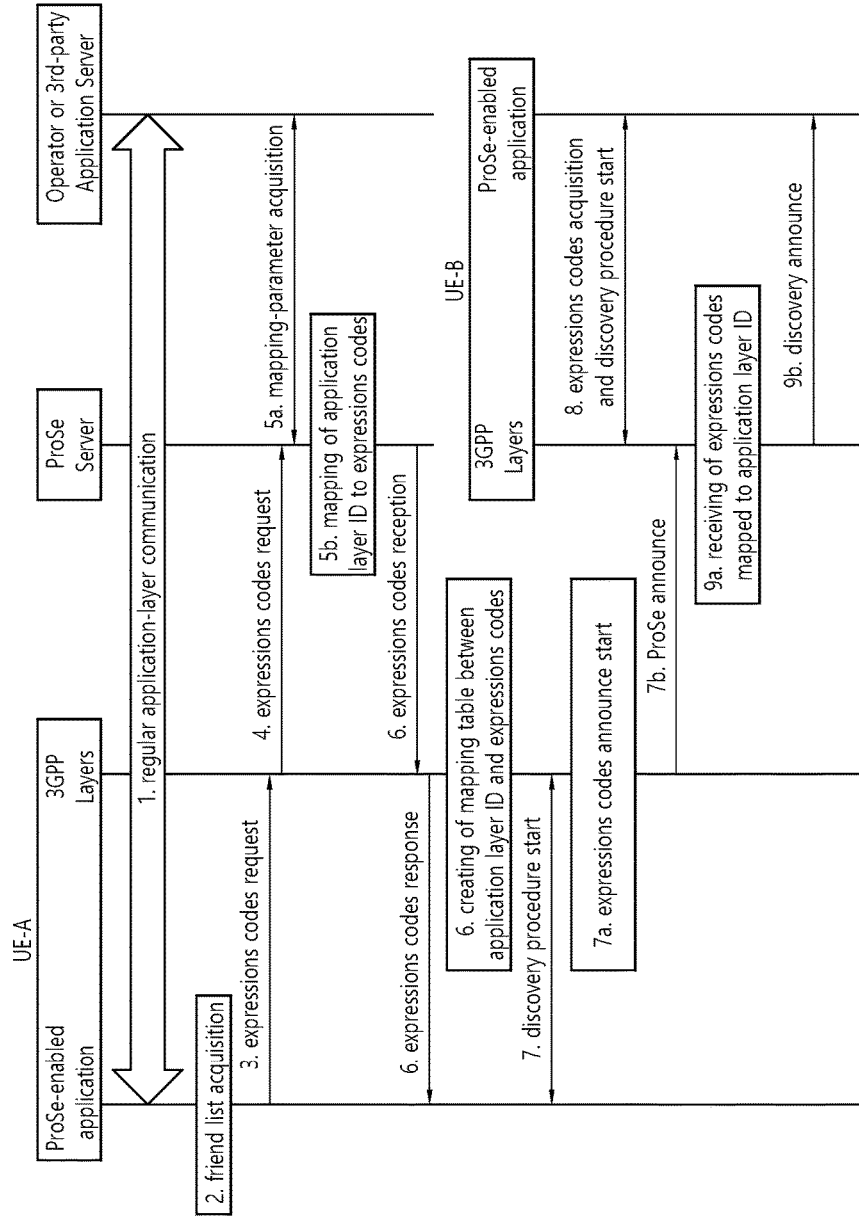 UE-A
ProSe-enabled
application
3GPP
Layers
ProSe
Server
Operator or 3rd-party
Application Server
1. regular application-layer communication
2. friend list acquisition
3. expressions codes request
4. expressions codes request
5a. mapping-parameter acquisition
5b. mapping of application
layer ID to expressions codes
6. expressions codes reception
6. expressions codes response
6. creating of mapping table between
application layer ID and expressions codes
UE-B
3GPP
Layers
ProSe-enabled
application
7. discovery procedure start
7a. expressions codes announce start
8. expressions codes acquisition
and discovery procedure start
7b. ProSe announce
9a. receiving of expressions codes
mapped to application layer ID
9b. discovery announce